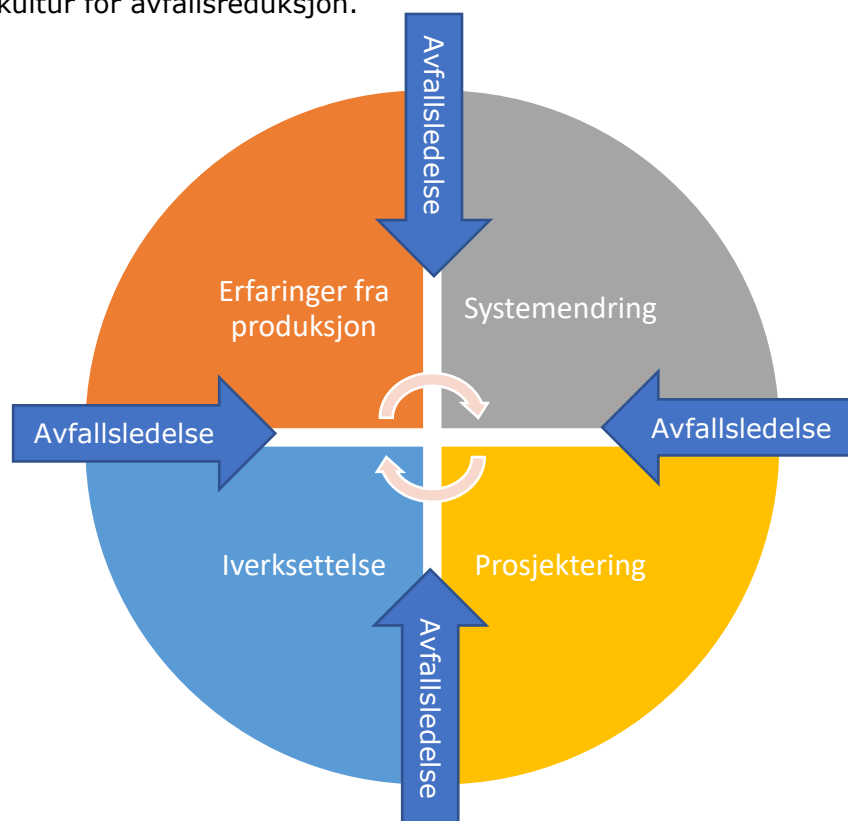 kultur for avfallsreduksjon.
Avfallsledelse
Erfaringer fra
produksjon
Systemendring
Avfallsledelse
Avfallsledelse
Iverksettelse
Prosjektering
Avfallsledelse